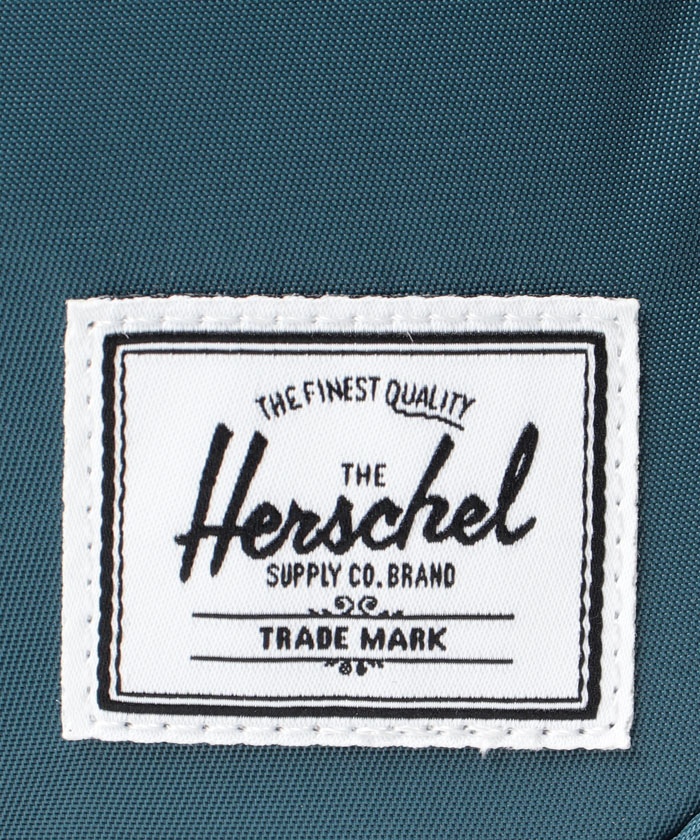 THE FINEST QUALITY
THE
Herschel
SUPPLY CO. BRAND
TRADE MARK